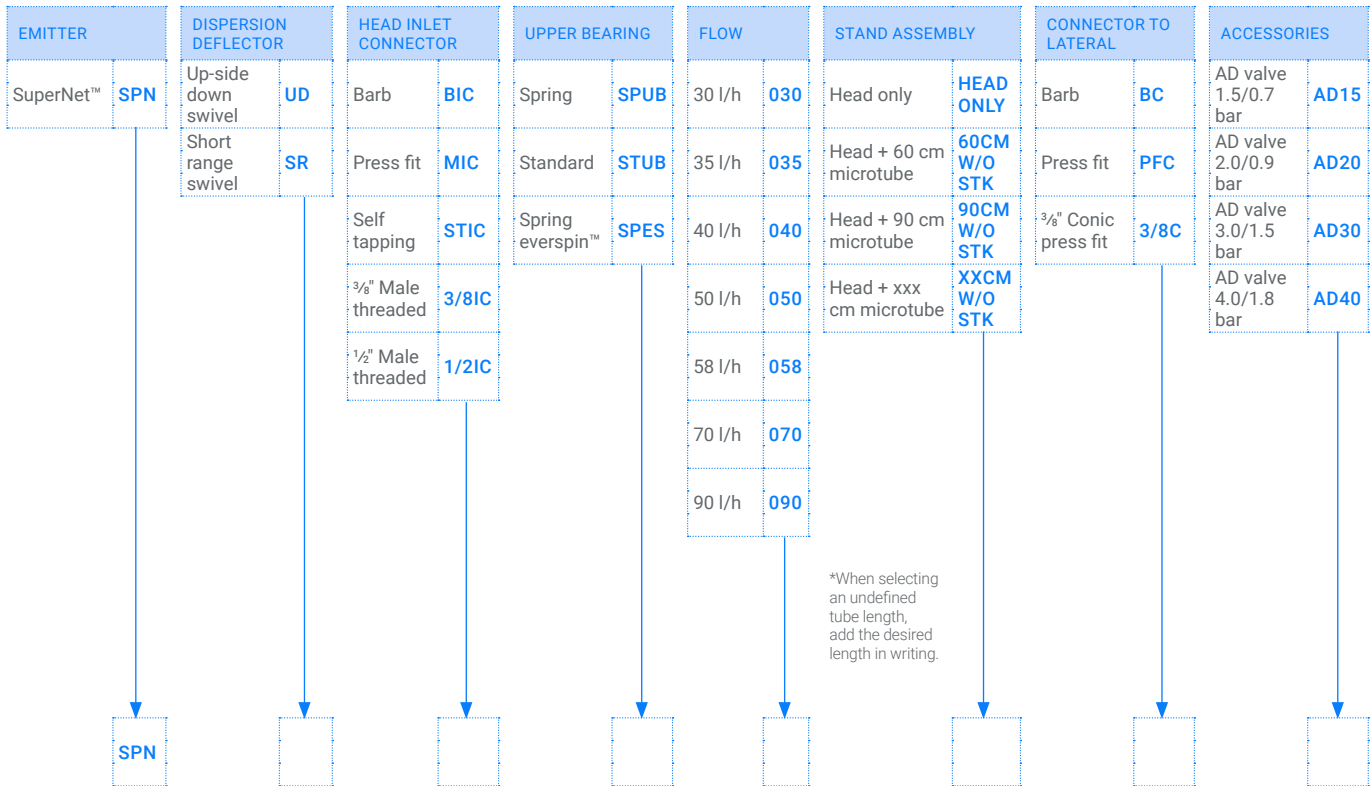 EMITTER
SuperNet™ SPN
DISPERSION
DEFLECTOR
Up-side
down
swivel
UD
Short
range
swivel
SR
HEAD INLET
CONNECTOR
Barb BIC
Press fit MIC
Self
tapping
STIC
⅜" Male
threaded
3/8IC
½" Male
threaded
1/2IC
UPPER BEARING
Spring SPUB
Standard STUB
Spring
everspin™
SPES
FLOW
30 l/h 030
35 l/h 035
40 l/h 040
50 l/h 050
58 l/h 058
70 l/h 070
90 l/h 090
STAND ASSEMBLY
Head only
HEAD
ONLY
Head + 60 cm
microtube
60CM
W/O
STK
Head + 90 cm
microtube
90CM
W/O
STK
Head + xxx
cm microtube
XXCM
W/O
STK
*When selecting
an undefined
tube length,
add the desired
length in writing.
CONNECTOR TO
LATERAL
Barb BC
Press fit PFC
⅜" Conic
press fit
3/8C
ACCESSORIES
AD valve
1.5/0.7
bar
AD15
AD valve
2.0/0.9
bar
AD20
AD valve
3.0/1.5
bar
AD30
AD valve
4.0/1.8
bar
AD40
SPN